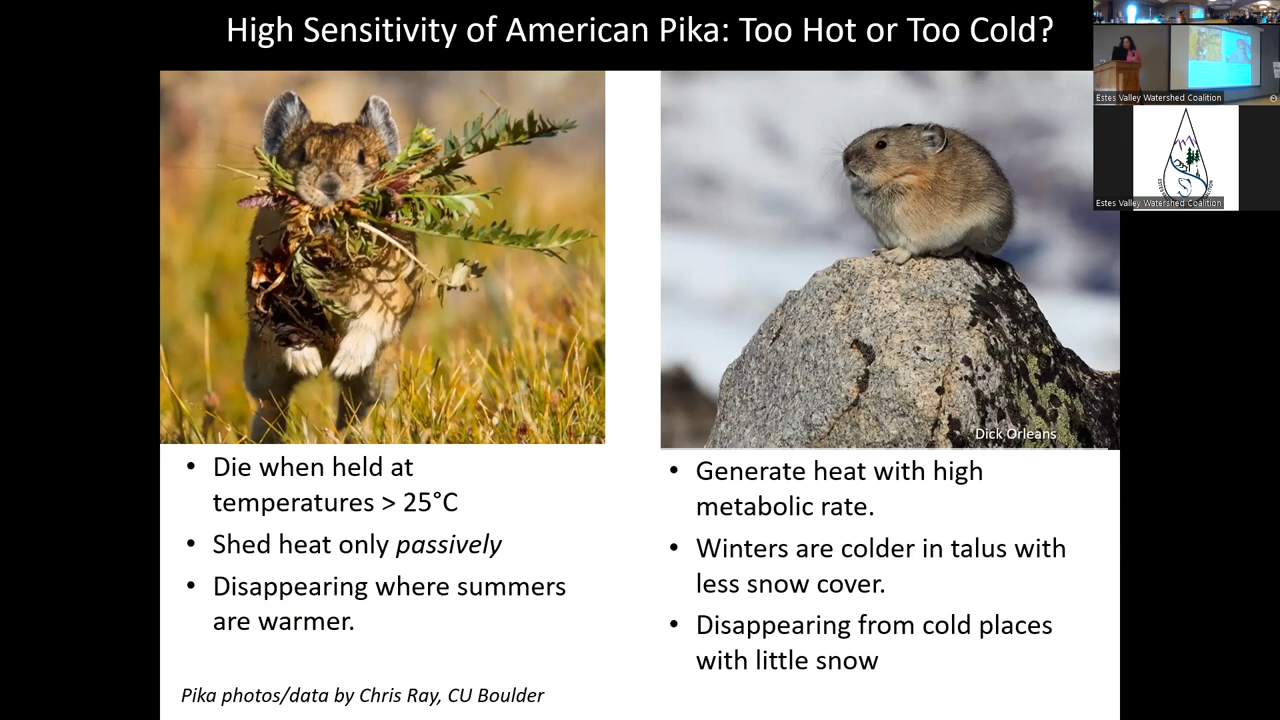 High Sensitivity of American Pika: Too Hot or Too Cold?
Estes Valley Watershed Coalition
Estes Valley Watershed Coalition
Dick Orleans
• Die when held at
temperatures > 25°C
• Shed heat only passively
• Disappearing where summers
are warmer.
• Generate heat with high
metabolic rate.
• Winters are colder in talus with
less snow cover.
• Disappearing from cold places
with little snow
Pika photos/data by Chris Ray, CU Boulder